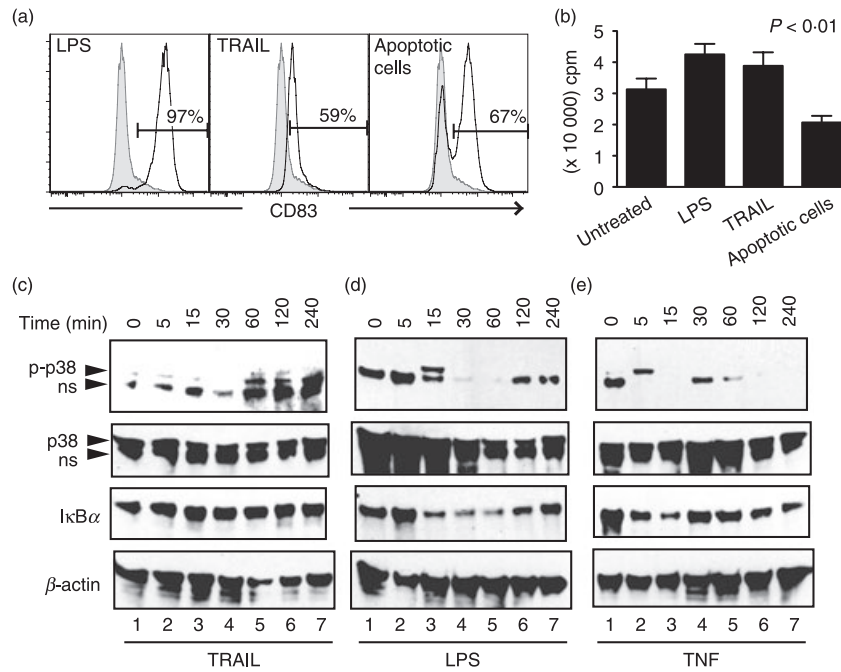 (a)
LPS
TRAIL
Apoptotic
cells
97%
59%
67%
CD83
(b)
P < 0·01
(x 10 000) cpm
5
4
3
2
1
0
Untreated
LPS
TRAIL
Apoptotic cells
(c)
(d)
(e)
Time (min)
0 5 15 30 60 120 240
0 5 15 30 60 120 240
0 5 15 30 60 120 240
p-p38
ns
p38
ns
IκBα
β-actin
1 2 3 4 5 6 7
1 2 3 4 5 6 7
1 2 3 4 5 6 7
TRAIL
LPS
TNF